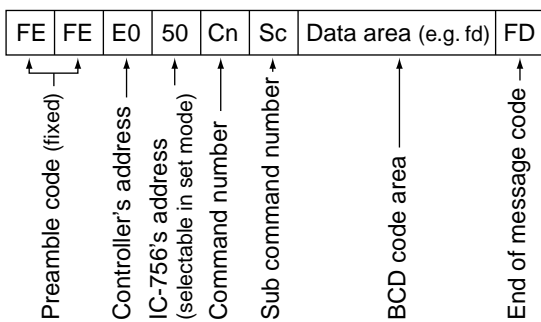 FE FE E0 50 Cn Sc Data area (e.g. fd) FD
Preamble code (fixed)
Controller's address
IC-756's address
(selectable in set mode)
Command number
Sub command number
BCD code area
End of message code